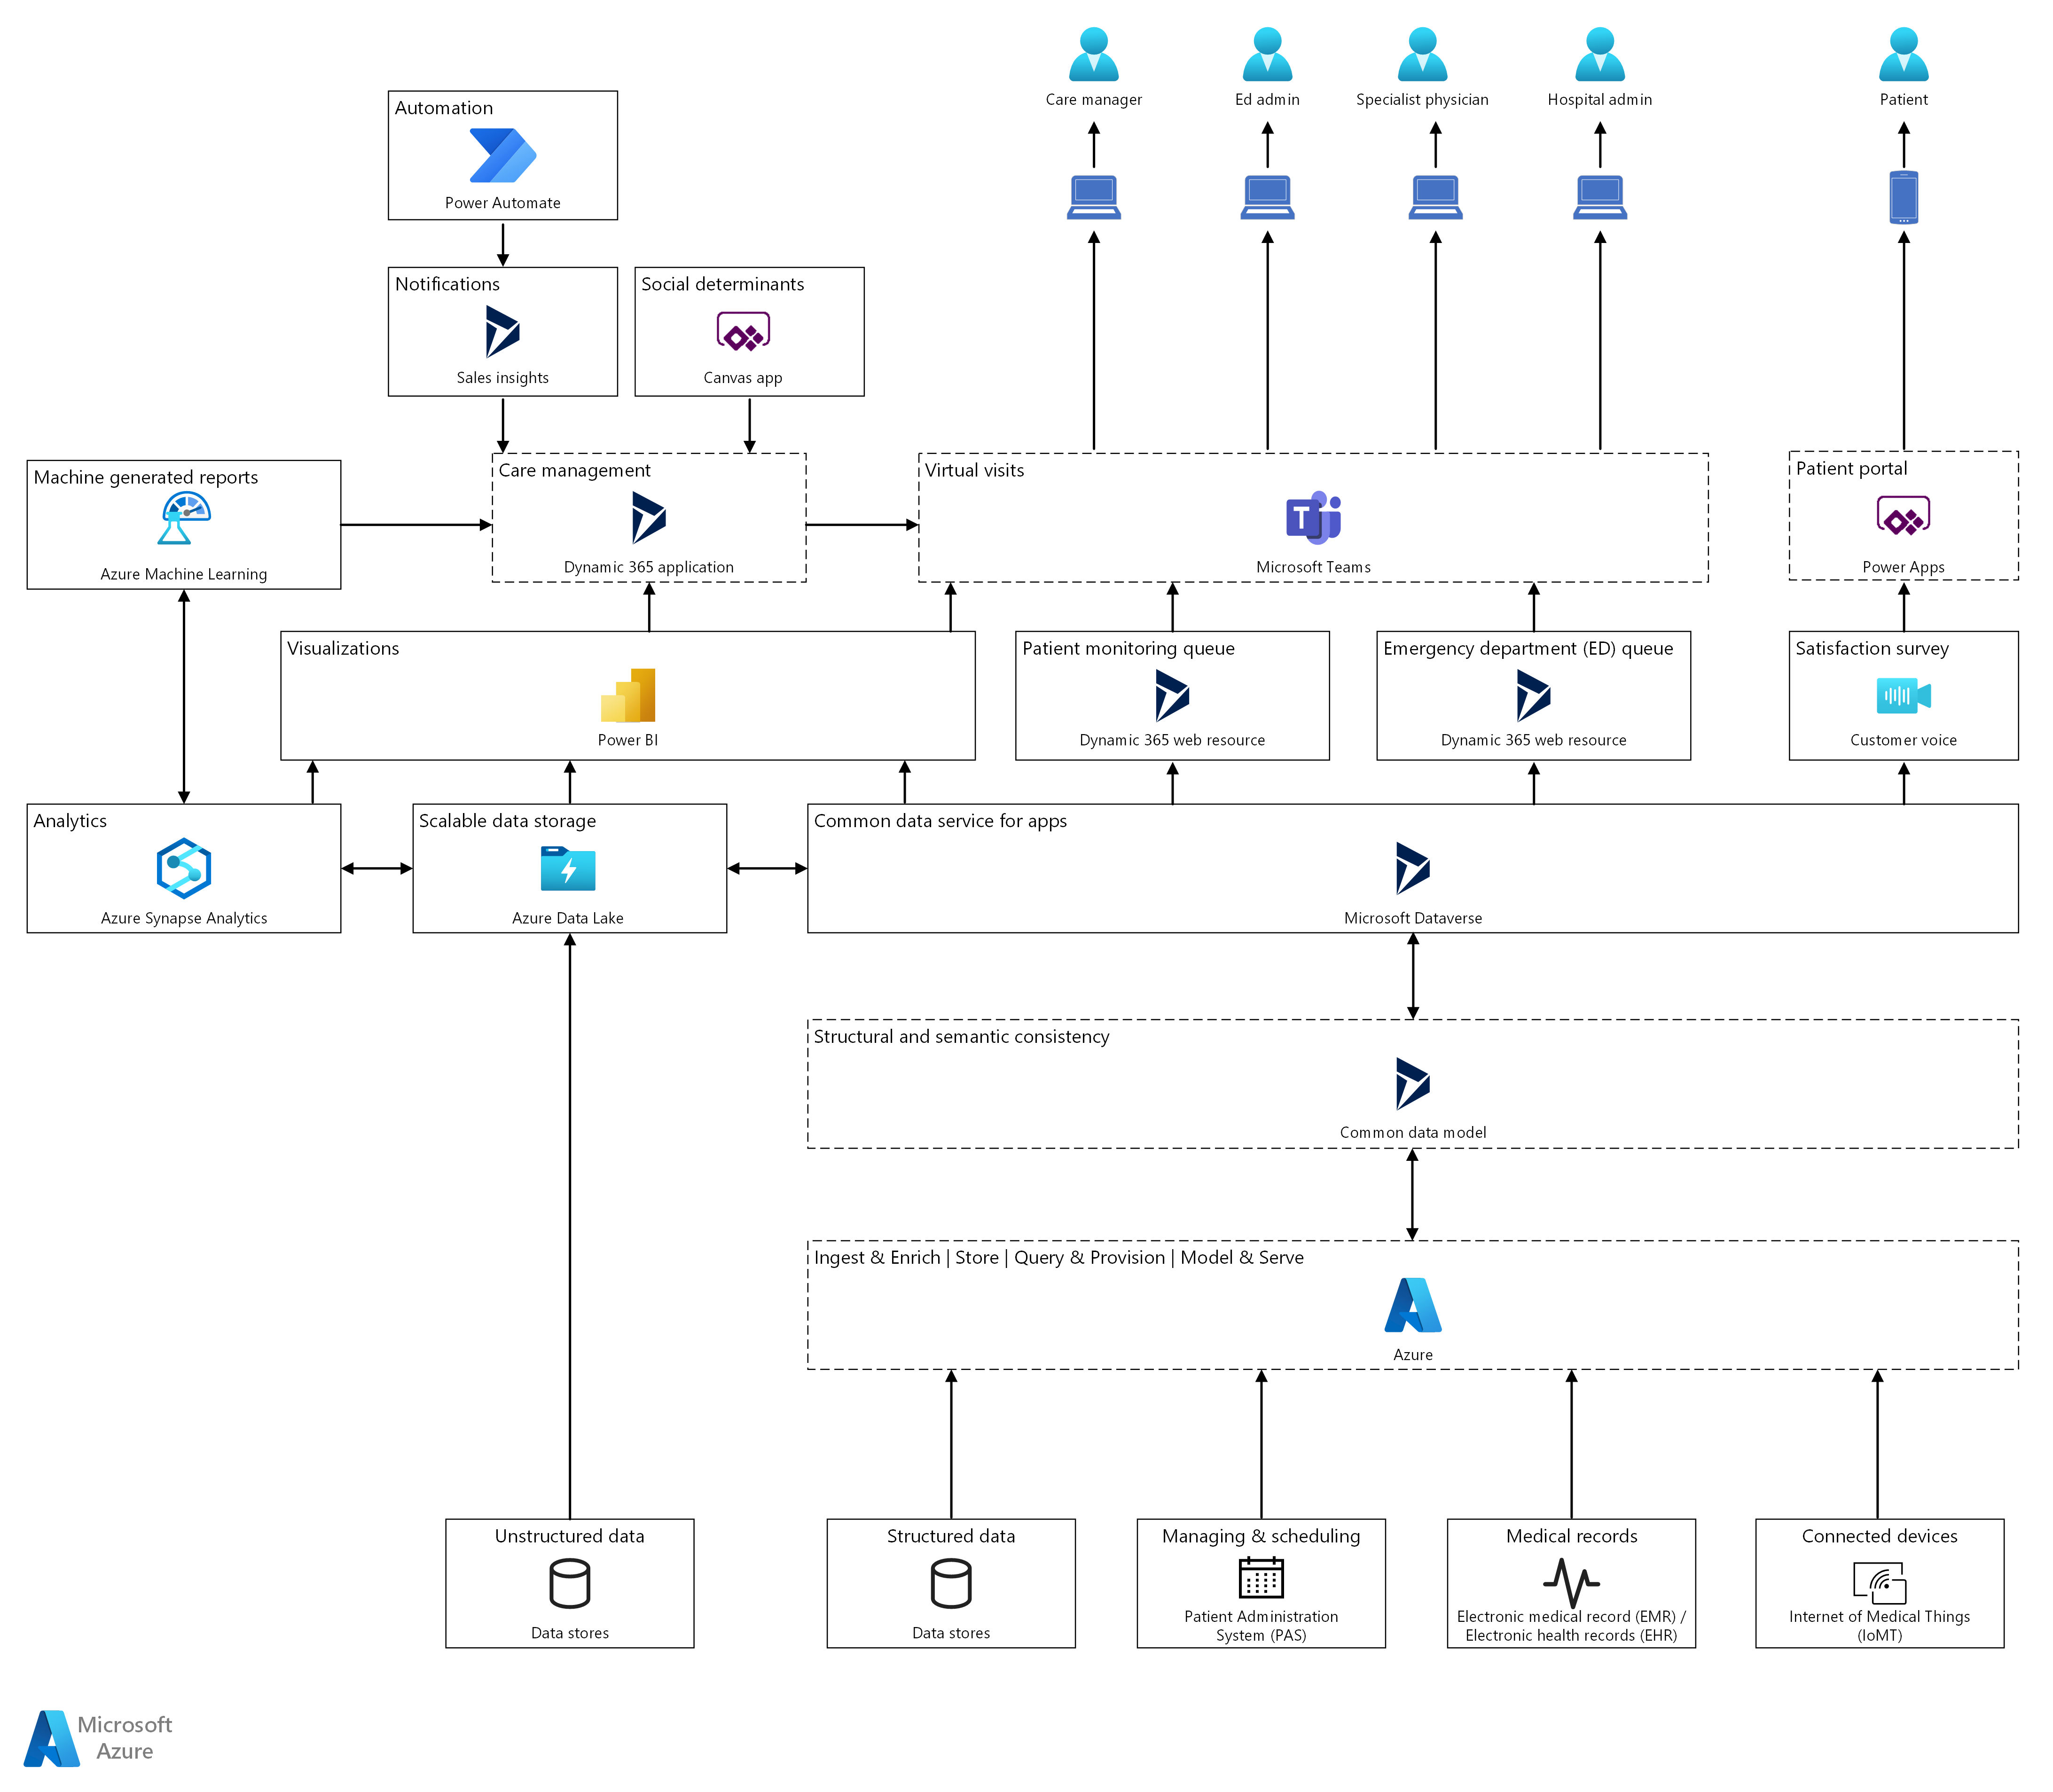 Care manager
Ed admin
Specialist physician
Hospital admin
Patient
Automation
Power Automate
Notifications
Sales insights
Social determinants
Canvas app
Machine generated reports
Azure Machine Learning
Care management
Dynamic 365 application
Virtual visits
Microsoft Teams
Patient portal
Power Apps
Visualizations
Power BI
Patient monitoring queue
Dynamic 365 web resource
Emergency department (ED) queue
Dynamic 365 web resource
Satisfaction survey
Customer voice
Analytics
Azure Synapse Analytics
Scalable data storage
Azure Data Lake
Common data service for apps
Microsoft Dataverse
Structural and semantic consistency
Common data model
Ingest & Enrich | Store | Query & Provision | Model & Serve
Azure
Unstructured data
Data stores
Structured data
Data stores
Managing & scheduling
Patient Administration
System (PAS)
Medical records
Electronic medical record (EMR) /
Electronic health records (EHR)
Connected devices
Internet of Medical Things
(IoMT)
Microsoft
Azure